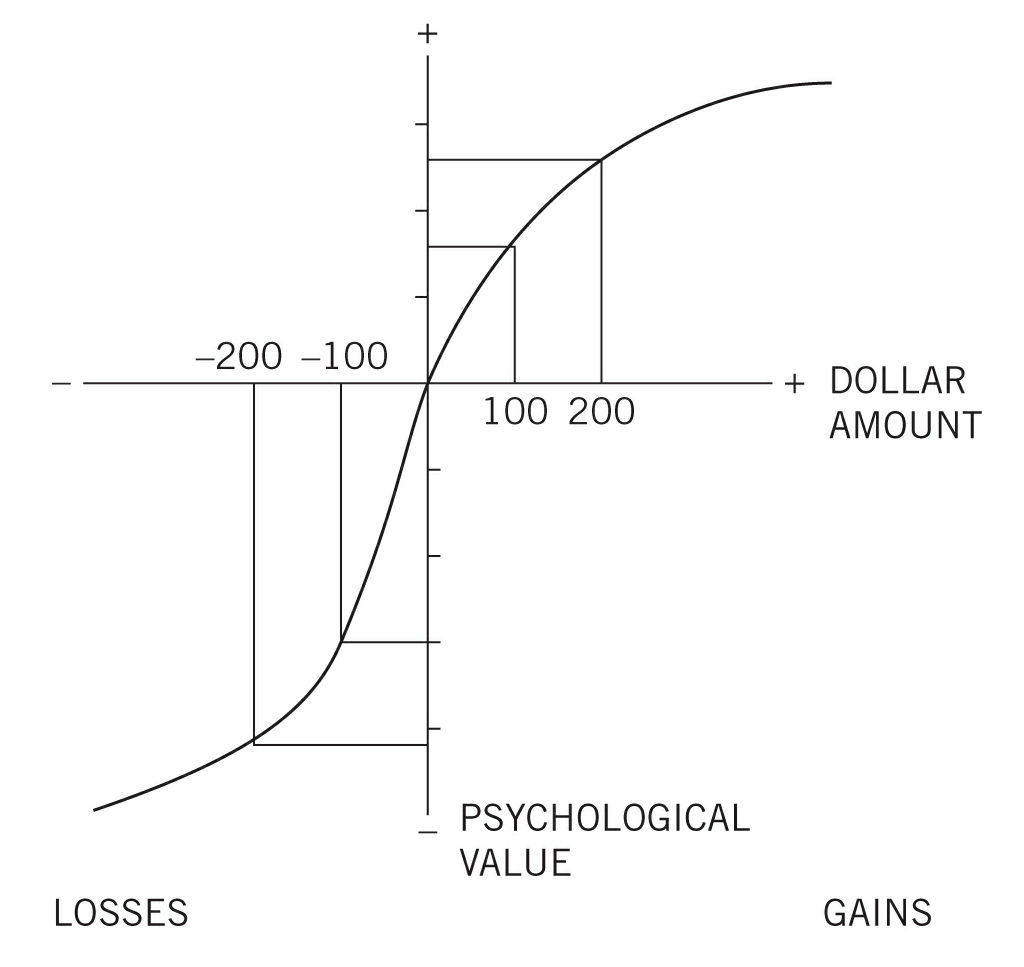 +
–200 –100
– + DOLLAR
AMOUNT
100 200
– PSYCHOLOGICAL
VALUE
LOSSES GAINS